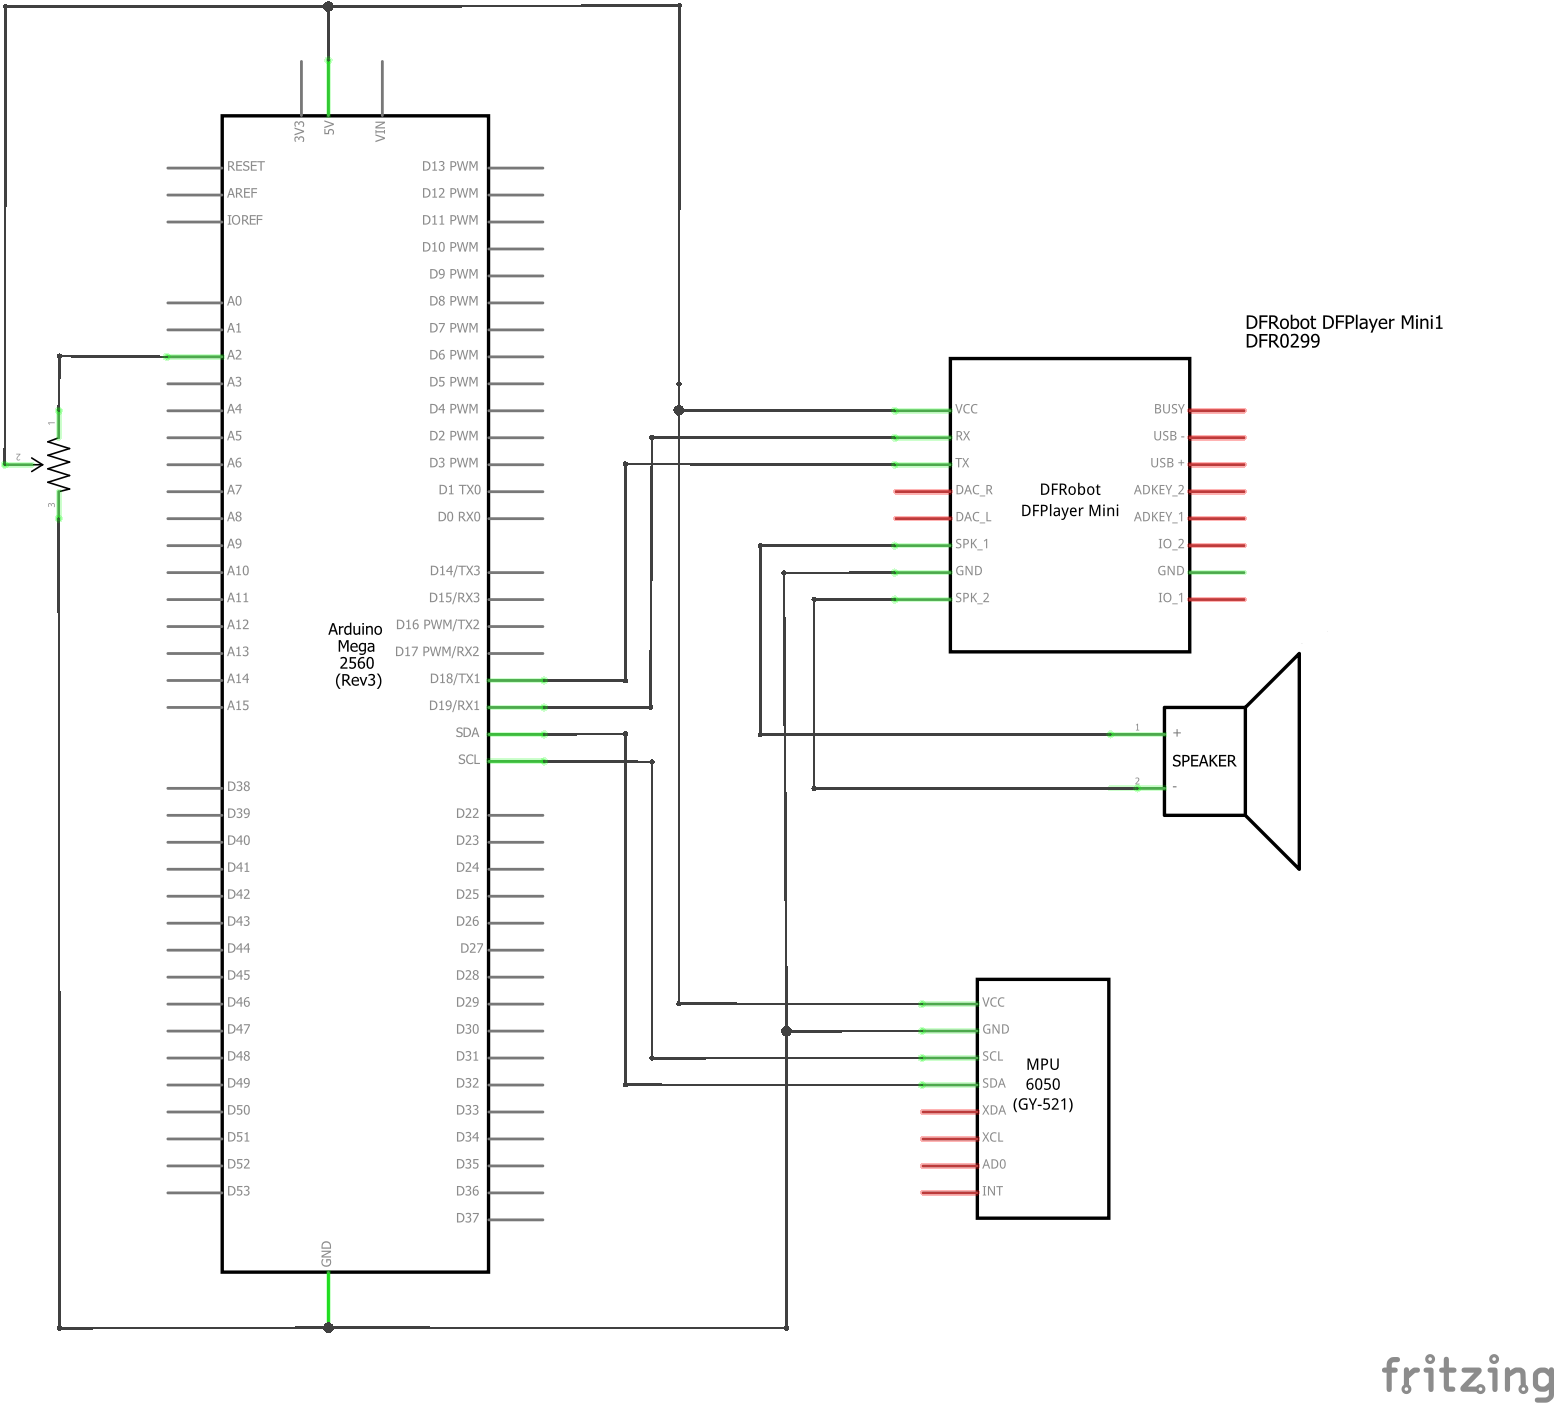 3V3
5V
VIN
RESET
D13 PWM
AREF
D12 PWM
IOREF
D11 PWM
D10 PWM
D9 PWM
A0
D8 PWM
A1
D7 PWM
A2
D6 PWM
A3
D5 PWM
A4
D4 PWM
A5
D2 PWM
A6
D3 PWM
A7
D1 TX0
A8
D0 RX0
A9
A10
D14/TX3
A11
D15/RX3
A12
D16 PWM/TX2
A13
D17 PWM/RX2
A14
D18/TX1
A15
D19/RX1
SDA
SCL
Arduino
Mega
2560
(Rev3)
D38
D39
D22
D40
D23
D41
D24
D42
D25
D43
D26
D44
D27
D45
D28
D46
D29
D47
D30
D48
D31
D49
D32
D50
D33
D51
D34
D52
D35
D53
D36
D37
GND
1
2
3
DFRobot DFPlayer Mini1
DFR0299
VCC
BUSY
RX
USB -
TX
USB +
DAC_R
ADKEY_2
DAC_L
ADKEY_1
SPK_1
IO_2
GND
GND
SPK_2
IO_1
DFRobot
DFPlayer Mini
1
+
SPEAKER
2
-
VCC
GND
SCL
SDA
XDA
XCL
AD0
INT
MPU
6050
(GY-521)
fritzing